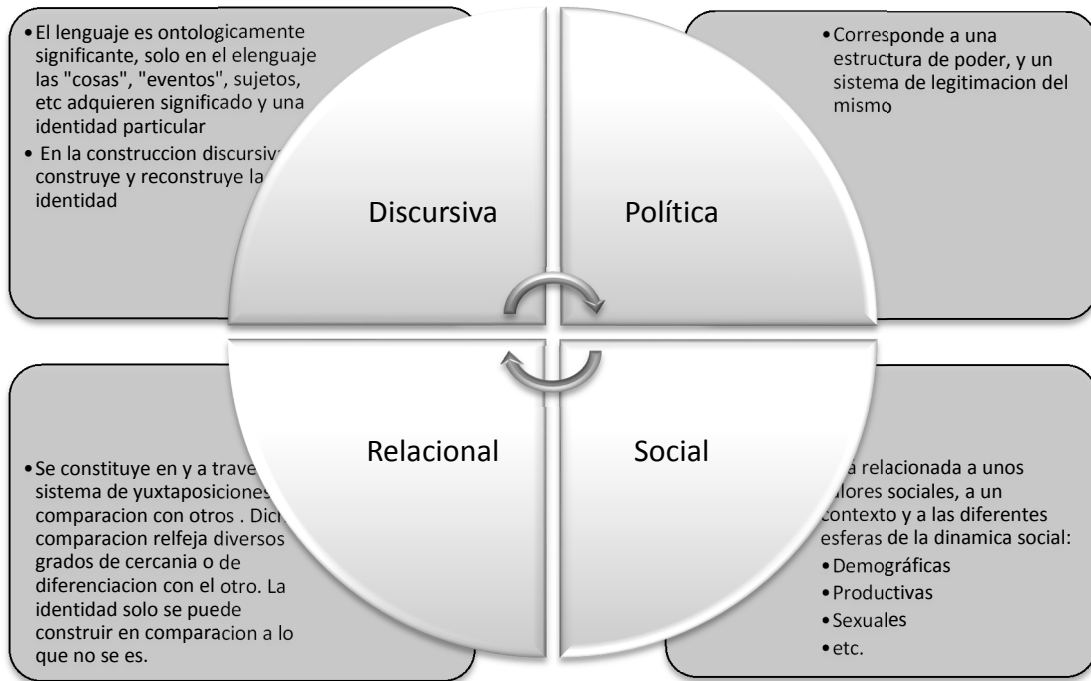 •El lenguaje es ontologicamente
significante, solo en el elenguaje
las "cosas", "eventos", sujetos,
etc adquieren significado y una
identidad particular
• En la construccion discursiva
construye y reconstruye la
identidad
Discursiva
Política
•Corresponde a una
estructura de poder, y un
sistema de legitimacion del
mismo
•Se constituye en y a trave
sistema de yuxtaposiciones
comparacion con otros . Dich
comparacion relfeja diversos
grados de cercania o de
diferenciacion con el otro. La
identidad solo se puede
construir en comparacion a lo
que no se es.
Relacional
Social
relacionada a unos
sociales, a un
contexto y a las diferentes
esferas de la dinamica social:
•Demográficas
•Productivas
•Sexuales
•etc.